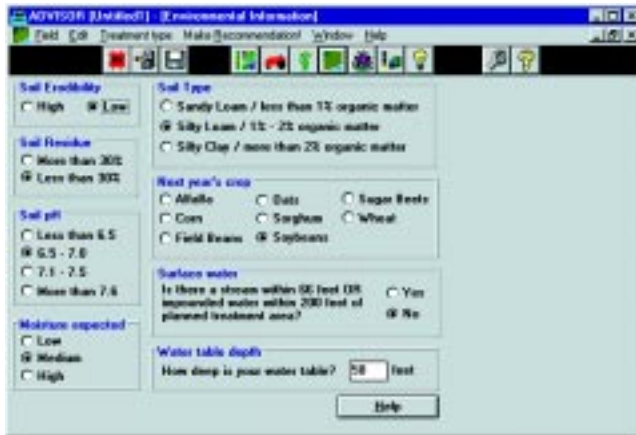 ADVISOR [Untitled1] - [Environmental Information]
Field Edit Treatment type Make Recommendation! Window Help
Soil Erodibility
High Low
Soil Residue
More than 30%
Less than 30%
Soil pH
Less than 6.5
6.5 - 7.0
7.1 - 7.5
More than 7.6
Moisture expected
Low
Medium
High
Soil Type
Sandy Loam / less than 1% organic matter
Silty Loam / 1% - 2% organic matter
Silty Clay / more than 2% organic matter
Next year's crop
Alfalfa Oats Sugar Beets
Corn Sorghum Wheat
Field Beans Soybeans
Surface water
Is there a stream within 66 feet OR
impounded water within 200 feet of
planned treatment area?
Yes
No
Water table depth
How deep is your water table? 50 feet
Help